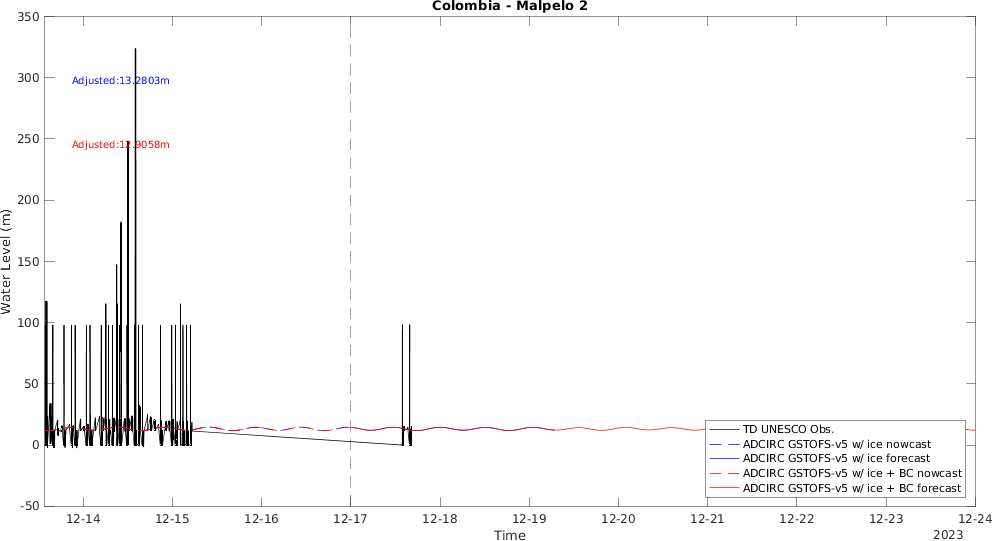 Colombia - Malpelo 2
350
300
250
200
150
100
50
0
-50
Water Level (m)
Adjusted:13.2803m
Adjusted:12.9058m
TD UNESCO Obs.
ADCIRC GSTOFS-v5 w/ ice nowcast
ADCIRC GSTOFS-v5 w/ ice forecast
ADCIRC GSTOFS-v5 w/ ice + BC nowcast
ADCIRC GSTOFS-v5 w/ ice + BC forecast
12-14 12-15 12-16 12-17 12-18 12-19 12-20 12-21 12-22 12-23 12-24
Time
2023